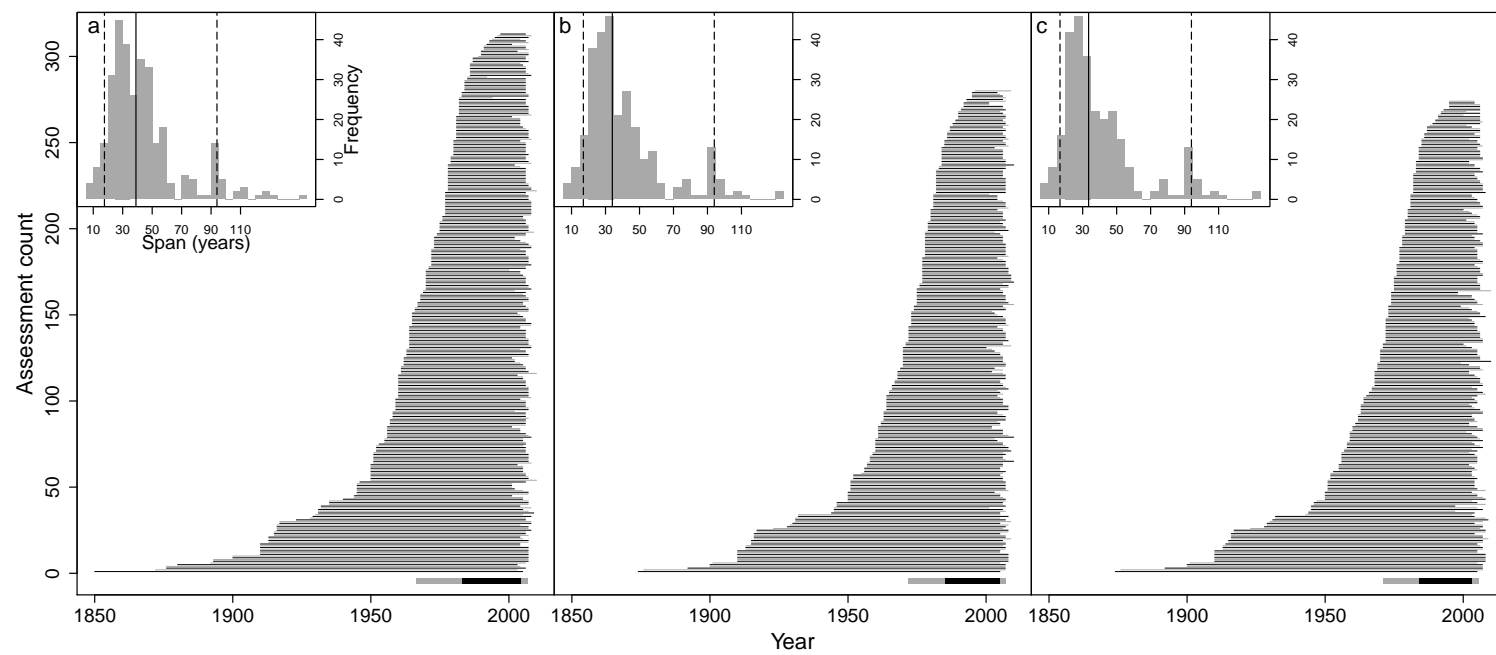 a
10 30 50 70 90 110
Span (years)
0 10 20 30 40
Frequency
b
10 30 50 70 90 110
0 10 20 30 40
c
10 30 50 70 90 110
0 10 20 30 40
0 50 100 150 200 250 300
Assessment count
1850 1900 1950 2000
1850 1900 1950 2000
1850 1900 1950 2000
Year